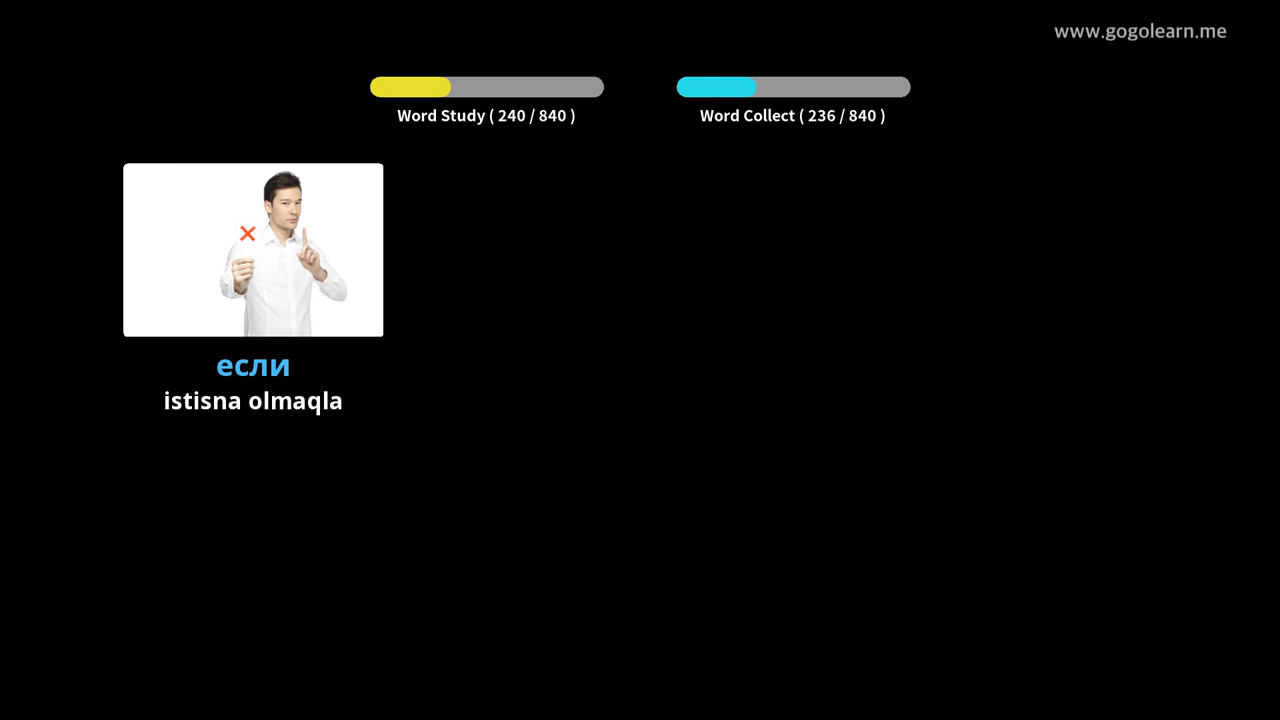 www.gogolearn.me
Word Study ( 240 / 840 )
Word Collect ( 236 / 840 )
если
istisna olmaqla